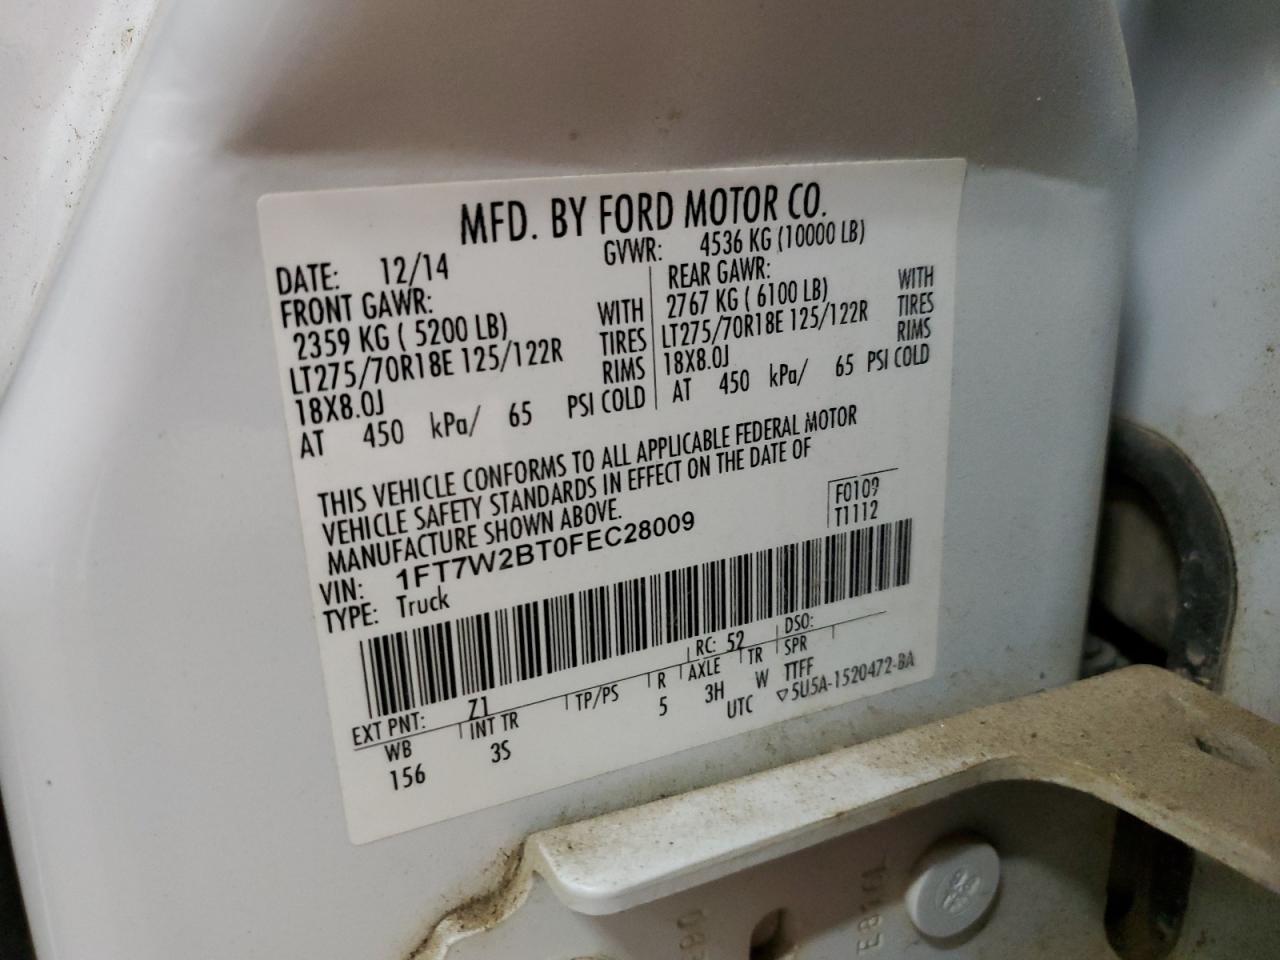 MFD. BY FORD MOTOR CO.
DATE: 12/14 GVWR: 4536 KG (10000 LB)
FRONT GAWR: REAR GAWR:
2359 KG ( 5200 LB) WITH 2767 KG ( 6100 LB) WITH
LT275/70R18E 125/122R TIRES LT275/70R18E 125/122R TIRES
18X8.0J RIMS 18X8.0J RIMS
AT 450 kPa/ 65 PSI COLD AT 450 kPa/ 65 PSI COLD
THIS VEHICLE CONFORMS TO ALL APPLICABLE FEDERAL MOTOR
VEHICLE SAFETY STANDARDS IN EFFECT ON THE DATE OF
MANUFACTURE SHOWN ABOVE.
F0109
T1112
VIN: 1FT7W2BT0FEC28009
TYPE: Truck
EXT PNT: Z1 RC: 52 DSO:
WB INT TR TP/PS R AXLE TR SPR
156 3S 5 3H W TTFF
UTC ▽5U5A-1520472-BA